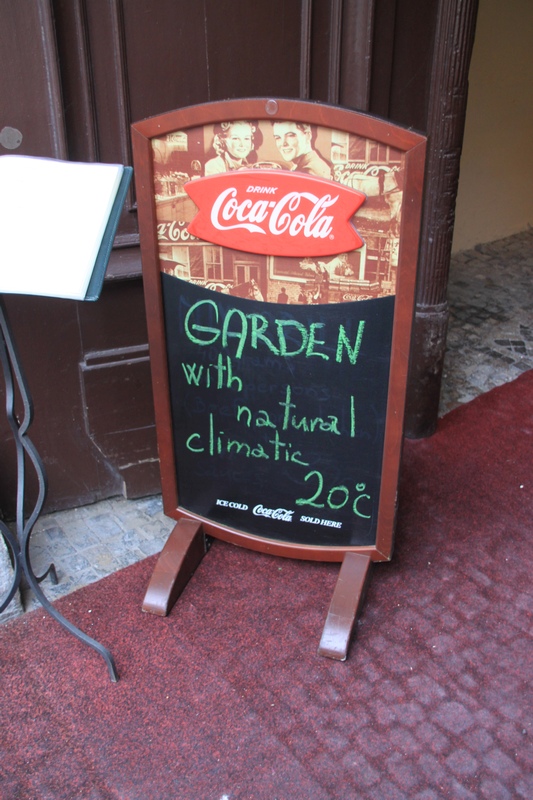 DRINK
Coca-Cola
GARDEN
with
natural
climatic
20°C
ICE COLD Coca-Cola SOLD HERE